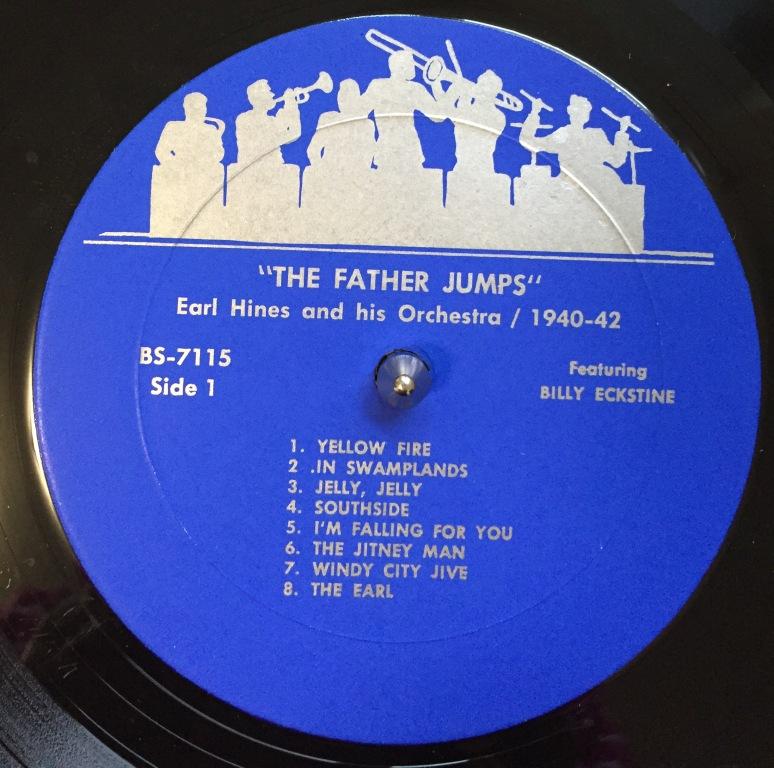 "THE FATHER JUMPS"
Earl Hines and his Orchestra / 1940-42
BS-7115
Side 1
Featuring
BILLY ECKSTINE
1. YELLOW FIRE
2 .IN SWAMPLANDS
3. JELLY, JELLY
4. SOUTHSIDE
5. I'M FALLING FOR YOU
6. THE JITNEY MAN
7. WINDY CITY JIVE
8. THE EARL